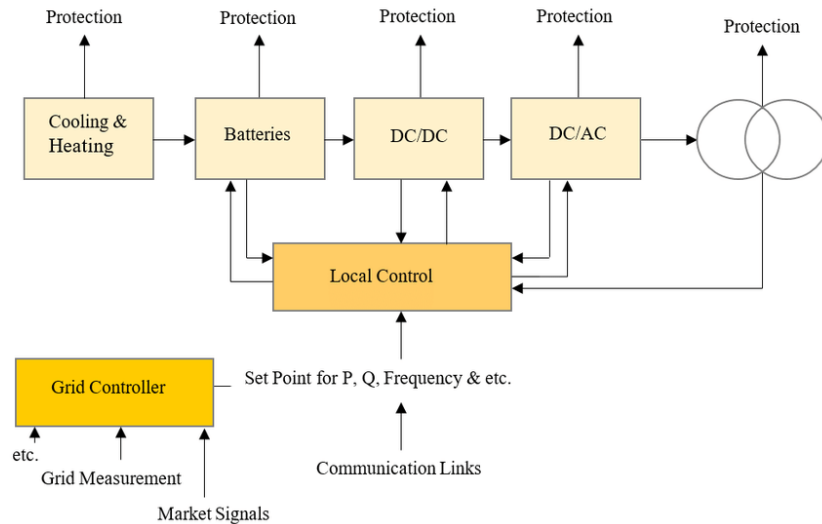 Protection
Protection
Protection
Protection
Protection
Cooling &
Heating
Batteries
DC/DC
DC/AC
Local Control
Grid Controller
Set Point for P, Q, Frequency & etc.
etc.
Grid Measurement
Communication Links
Market Signals